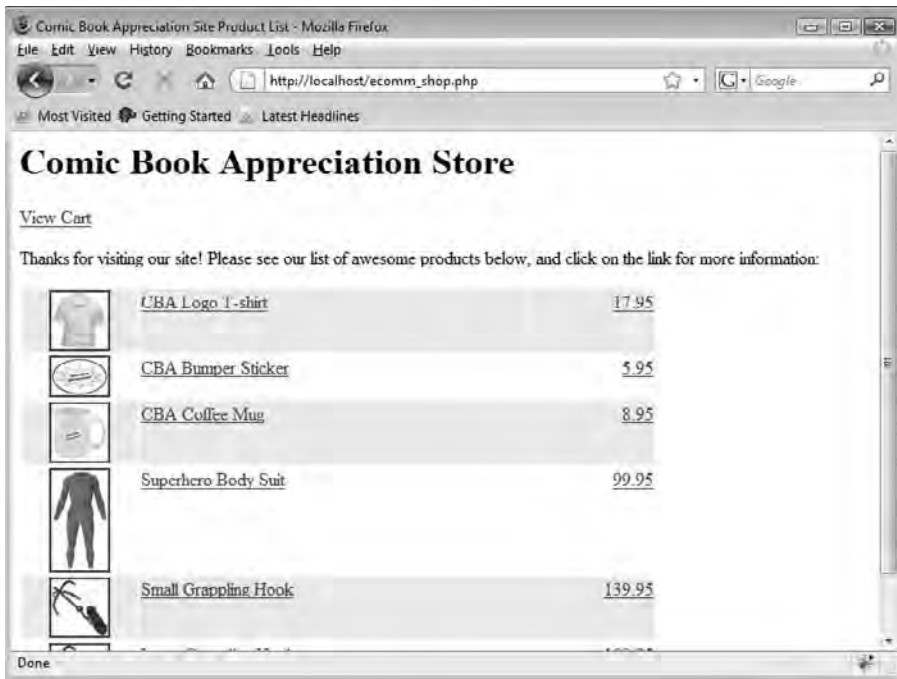 Comic Book Appreciation Site Product List - Mozilla Firefox
File Edit View History Bookmarks Tools Help
http://localhost/ecomm_shop.php
G Google
Most Visited Getting Started Latest Headlines
Comic Book Appreciation Store
View Cart
Thanks for visiting our site! Please see our list of awesome products below, and click on the link for more information:
CBA Logo T-shirt 17.95
CBA Bumper Sticker 5.95
CBA Coffee Mug 8.95
Superhero Body Suit 99.95
Small Grappling Hook 139.95
Done